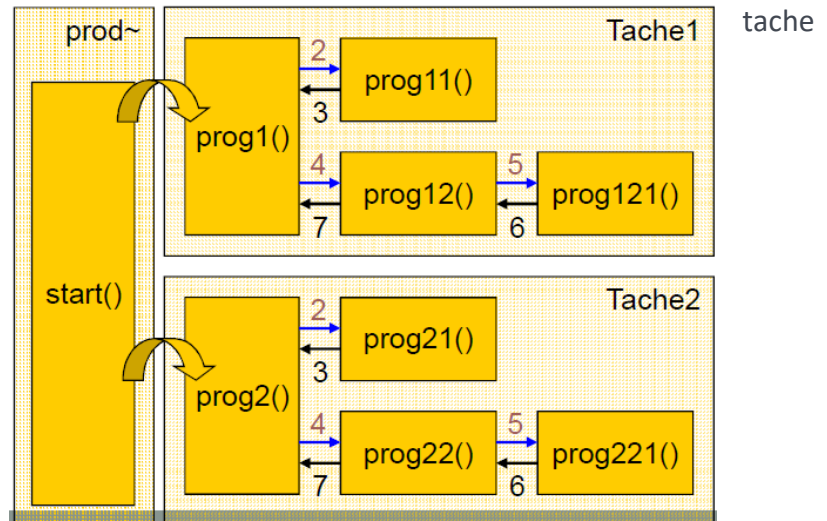 prod~
start()
Tache1
prog1()
2
3
prog11()
4
7
prog12()
5
6
prog121()
Tache2
prog2()
2
3
prog21()
4
7
prog22()
5
6
prog221()
tache